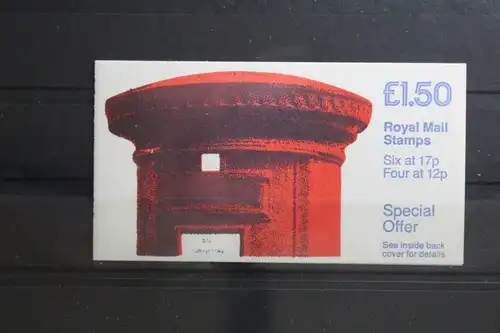 £1.50
Royal Mail
Stamps
Six at 17p
Four at 12p
Special
Offer
See inside back
cover for details